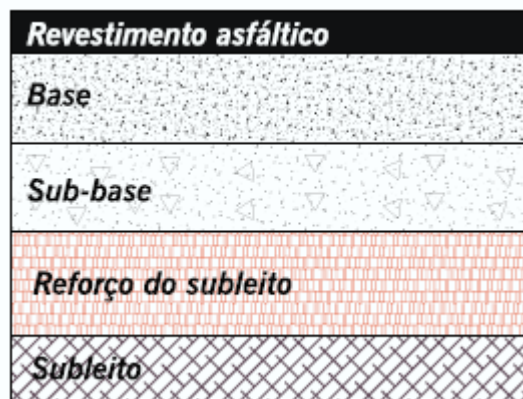 Revestimento asfáltico
Base
Sub-base
Reforço do subleito
Subleito